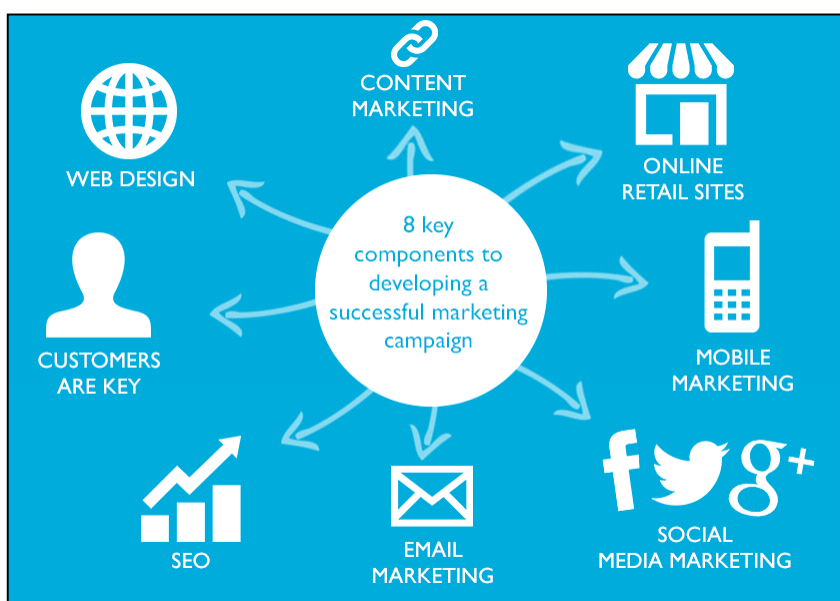 CONTENT
MARKETING
ONLINE
RETAIL SITES
MOBILE
MARKETING
SOCIAL
MEDIA MARKETING
EMAIL
MARKETING
SEO
CUSTOMERS
ARE KEY
WEB DESIGN
8 key
components to
developing a
successful marketing
campaign
f
g+